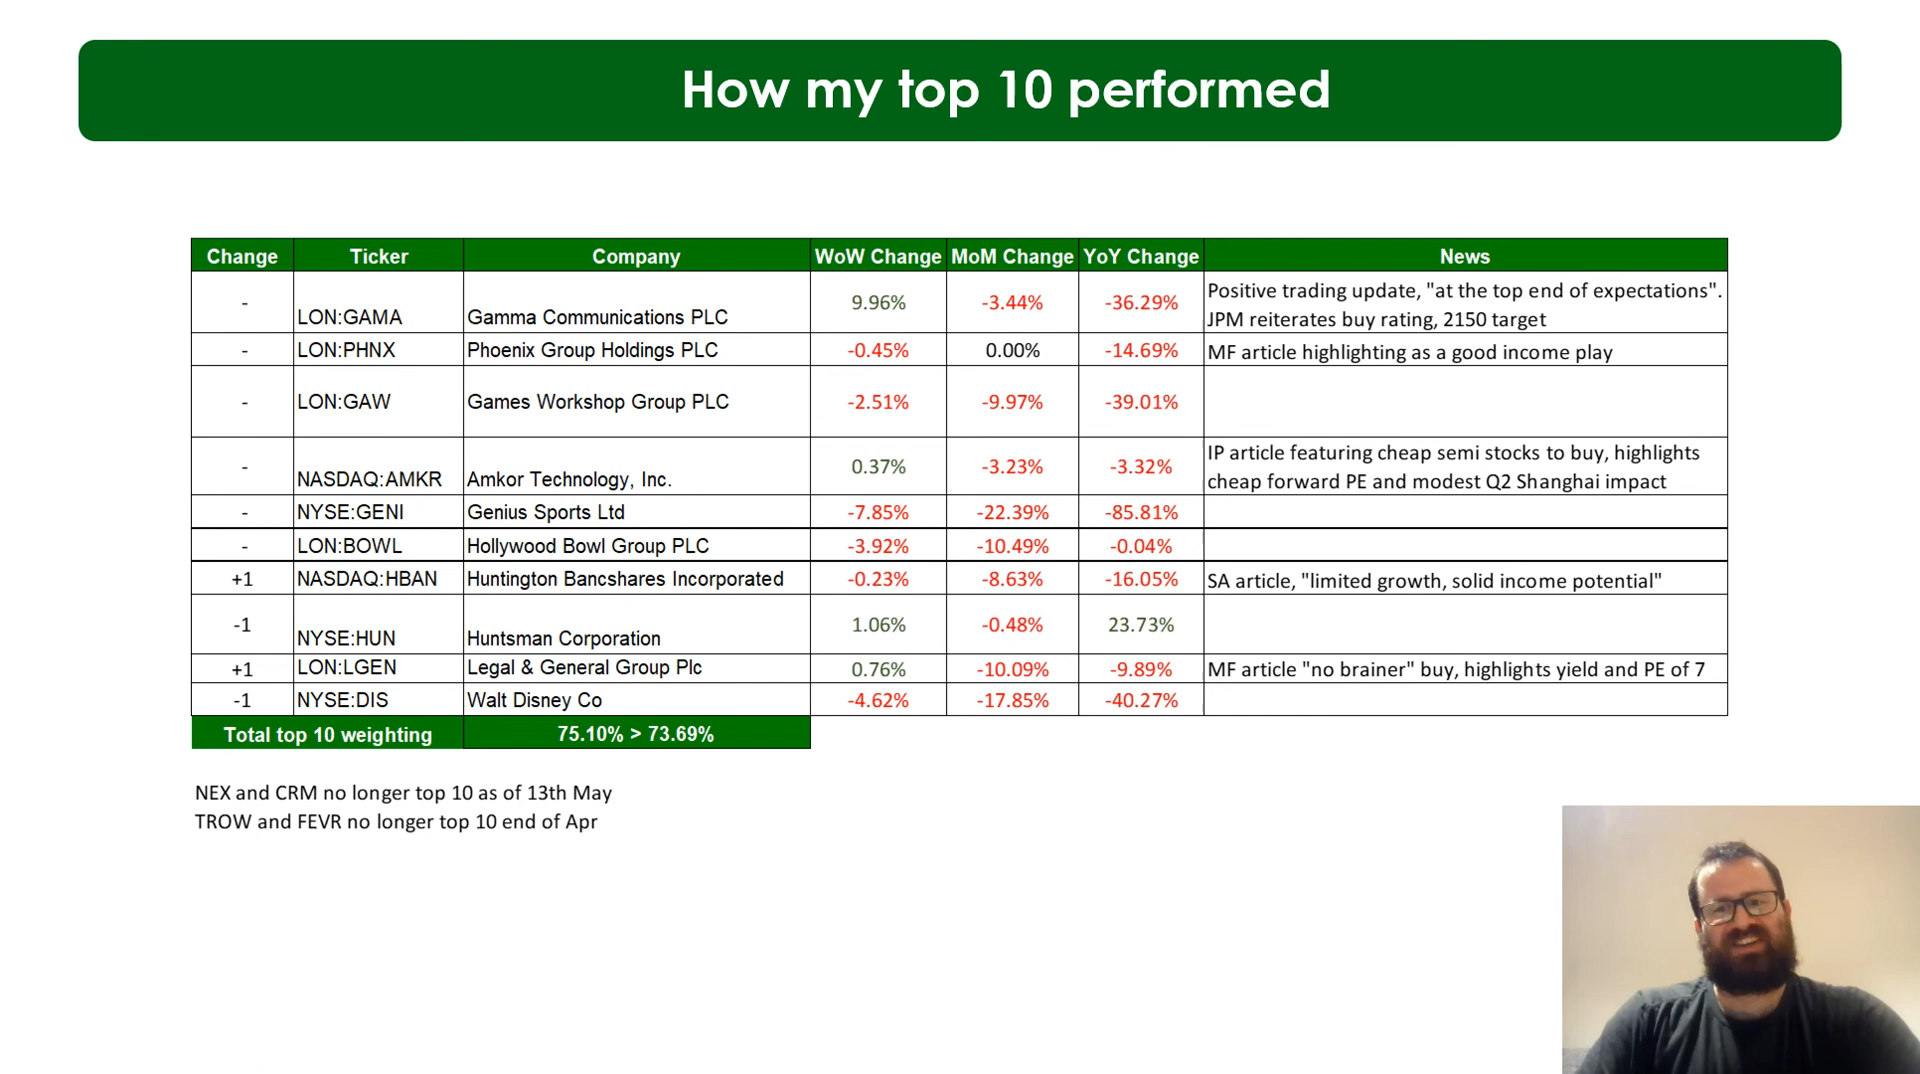 How my top 10 performed
Change Ticker Company WoW Change MoM Change YoY Change News
- LON:GAMA Gamma Communications PLC 9.96% -3.44% -36.29% Positive trading update, "at the top end of expectations".
JPM reiterates buy rating, 2150 target
- LON:PHNX Phoenix Group Holdings PLC -0.45% 0.00% -14.69% MF article highlighting as a good income play
- LON:GAW Games Workshop Group PLC -2.51% -9.97% -39.01%
- NASDAQ:AMKR Amkor Technology, Inc. 0.37% -3.23% -3.32% IP article featuring cheap semi stocks to buy, highlights
cheap forward PE and modest Q2 Shanghai impact
- NYSE:GENI Genius Sports Ltd -7.85% -22.39% -85.81%
- LON:BOWL Hollywood Bowl Group PLC -3.92% -10.49% -0.04%
+1 NASDAQ:HBAN Huntington Bancshares Incorporated -0.23% -8.63% -16.05% SA article, "limited growth, solid income potential"
-1 NYSE:HUN Huntsman Corporation 1.06% -0.48% 23.73%
+1 LON:LGEN Legal & General Group Plc 0.76% -10.09% -9.89% MF article "no brainer" buy, highlights yield and PE of 7
-1 NYSE:DIS Walt Disney Co -4.62% -17.85% -40.27%
Total top 10 weighting 75.10% > 73.69%
NEX and CRM no longer top 10 as of 13th May
TROW and FEVR no longer top 10 end of Apr